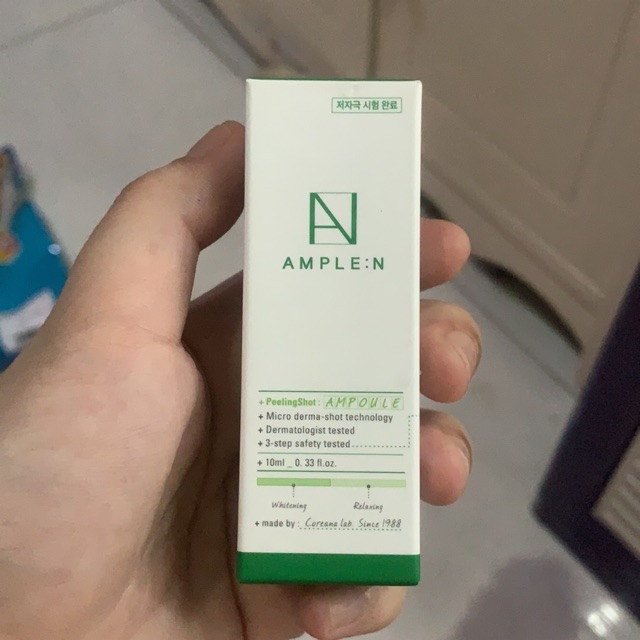 저자극 시험 완료
AMPLE:N
+ PeelingShot : AMPOULE
+ Micro derma-shot technology
+ Dermatologist tested
+ 3-step safety tested
+ 10ml _ 0. 33 fl.oz.
Whitening Relaxing
+ made by : Coreana lab. Since 1988